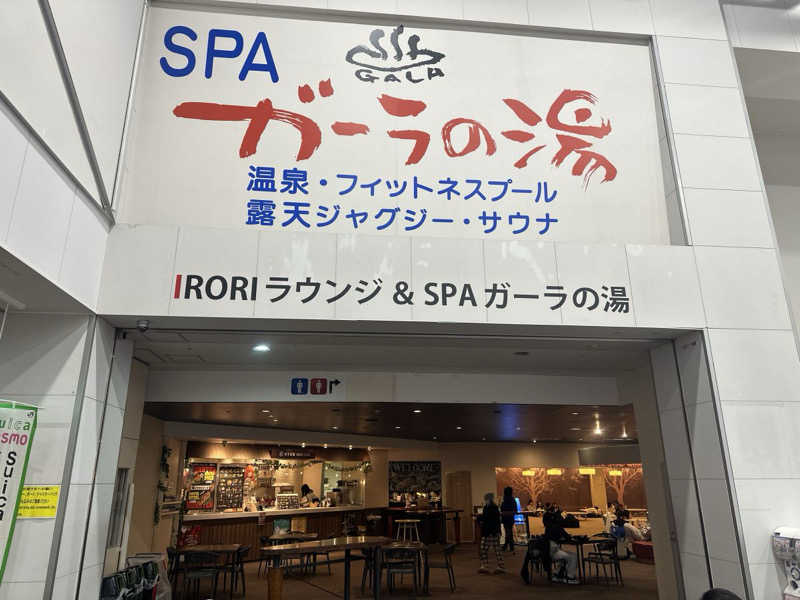 SPA
GALA
ガーラの湯
温泉・フィットネスプール
露天ジャグジー・サウナ
IRORI ラウンジ & SPA ガーラの湯
WELCOME
Suica